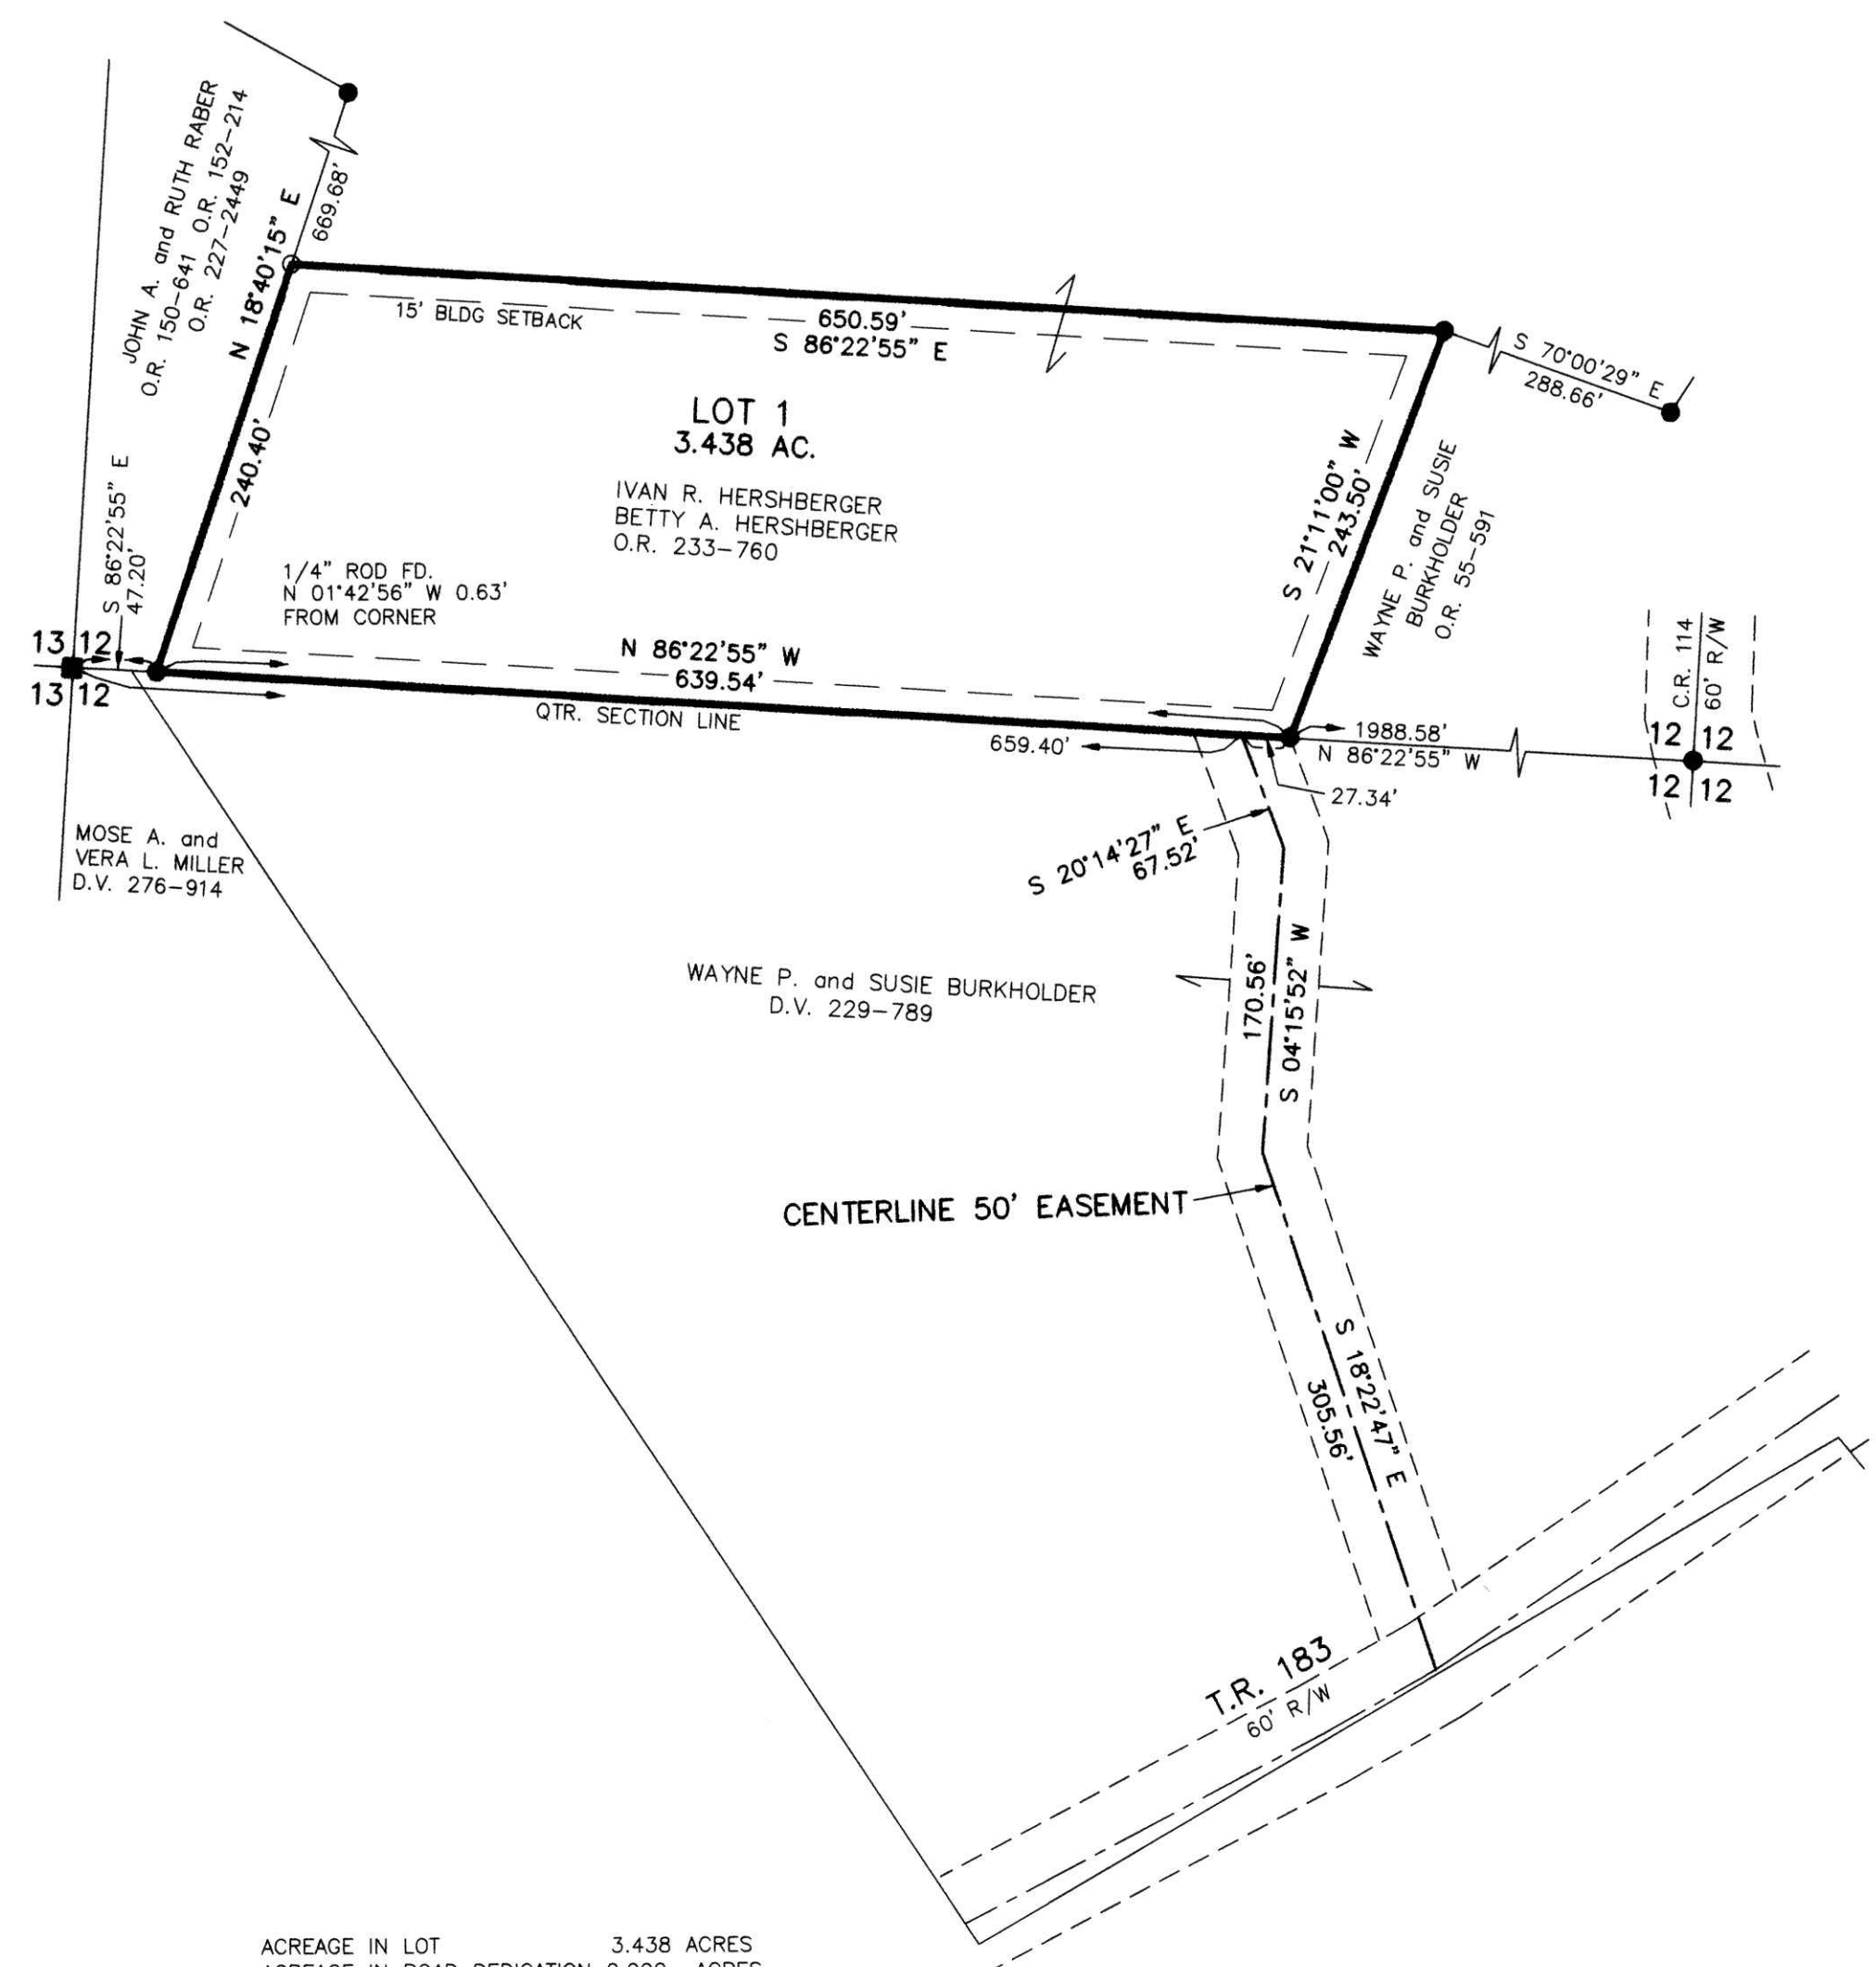 JOHN A. and RUTH RABER
O.R. 150-641 O.R. 152-214
O.R. 227-2449
N 18°40'15" E
669.68'
15' BLDG SETBACK
650.59'
S 86°22'55" E
S 70°00'29" E
288.66'
LOT 1
3.438 AC.
IVAN R. HERSHBERGER
BETTY A. HERSHBERGER
O.R. 233-760
240.40'
S 21°11'00" W
243.50'
WAYNE P. and SUSIE
BURKHOLDER
O.R. 55-591
S 86°22'55" E
47.20'
1/4" ROD FD.
N 01°42'56" W 0.63'
FROM CORNER
13 12
13 12
N 86°22'55" W
639.54'
QTR. SECTION LINE
659.40'
1988.58'
N 86°22'55" W
27.34'
C.R. 114
60' R/W
12 12
12 12
S 20°14'27" E
67.52'
MOSE A. and
VERA L. MILLER
D.V. 276-914
WAYNE P. and SUSIE BURKHOLDER
D.V. 229-789
170.56'
S 04°15'52" W
CENTERLINE 50' EASEMENT
S 18°22'47" E
305.56'
T.R. 183
60' R/W
ACREAGE IN LOT 3.438 ACRES